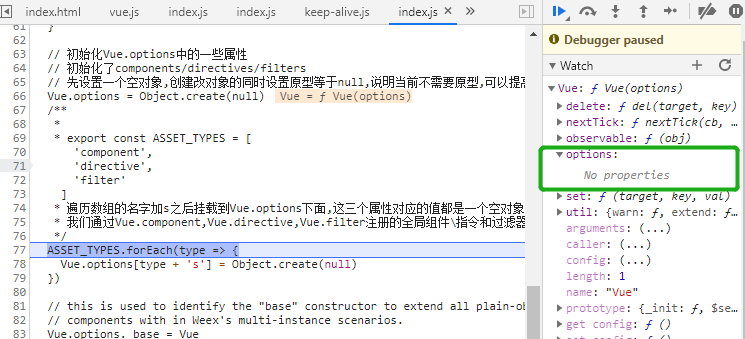 index.html
vue.js
index.js
index.js
keep-alive.js
index.js
Debugger paused
Watch
61 }
62
63 // 初始化Vue.options中的一些属性
64 // 初始化了components/directives/filters
65 // 先设置一个空对象,创建改对象的同时设置原型等于null,说明当前不需要原型,可以提高
66 Vue.options = Object.create(null) Vue = ƒ Vue(options)
67 /**
68 *
69 * export const ASSET_TYPES = [
70 'component',
71 'directive',
72 'filter'
73 ]
74 * 遍历数组的名字加s之后挂载到Vue.options下面,这三个属性对应的值都是一个空对象
75 * 我们通过Vue.component,Vue.directive,Vue.filter注册的全局组件\指令和过滤器
76 */
77 ASSET_TYPES.forEach(type => {
78 Vue.options[type + 's'] = Object.create(null)
79 })
80
81 // this is used to identify the "base" constructor to extend all plain-ob
82 // components with in Weex's multi-instance scenarios.
83 Vue.options._base = Vue
Vue: ƒ Vue(options)
delete: ƒ del(target, key)
nextTick: ƒ nextTick(cb, …
observable: ƒ (obj)
options:
No properties
set: ƒ (target, key, val)
util: {warn: ƒ, extend: ƒ…
arguments: (...)
caller: (...)
config: (...)
length: 1
name: "Vue"
prototype: {_init: ƒ, $se…
get config: ƒ ()